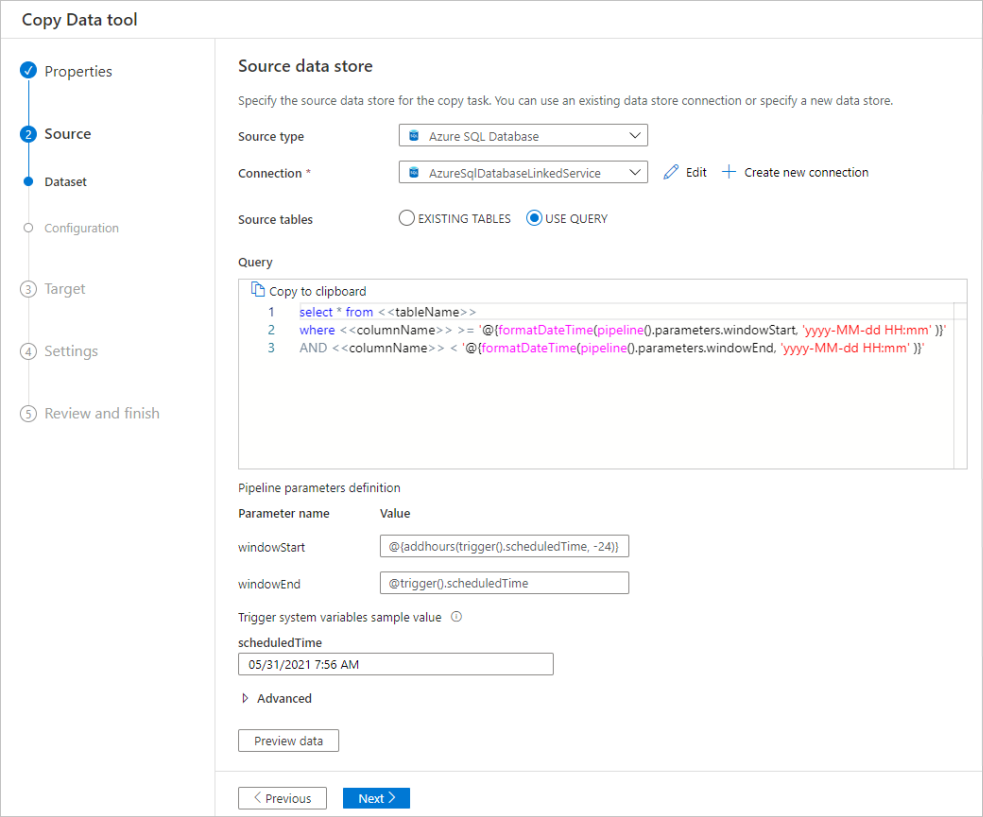 Copy Data tool
Properties
2 Source
Dataset
Configuration
3 Target
4 Settings
5 Review and finish
Source data store
Specify the source data store for the copy task. You can use an existing data store connection or specify a new data store.
Source type Azure SQL Database
Connection * AzureSqlDatabaseLinkedService Edit Create new connection
Source tables EXISTING TABLES USE QUERY
Query
Copy to clipboard
1 select * from <<tableName>>
2 where <<columnName>> >= '@{formatDateTime(pipeline().parameters.windowStart, 'yyyy-MM-dd HH:mm' )}'
3 AND <<columnName>> < '@{formatDateTime(pipeline().parameters.windowEnd, 'yyyy-MM-dd HH:mm' )}'
Pipeline parameters definition
Parameter name Value
windowStart @{addhours(trigger().scheduledTime, -24)}
windowEnd @trigger().scheduledTime
Trigger system variables sample value
scheduledTime
05/31/2021 7:56 AM
Advanced
Preview data
Previous Next